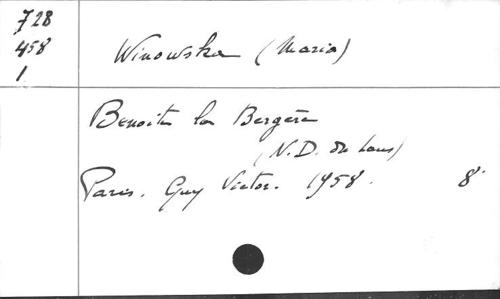 728
458
1
Winowska (Maria)
Benoite la Bergère
(N.D. du Laus)
Paris. Guy Victor. 1958. 8°